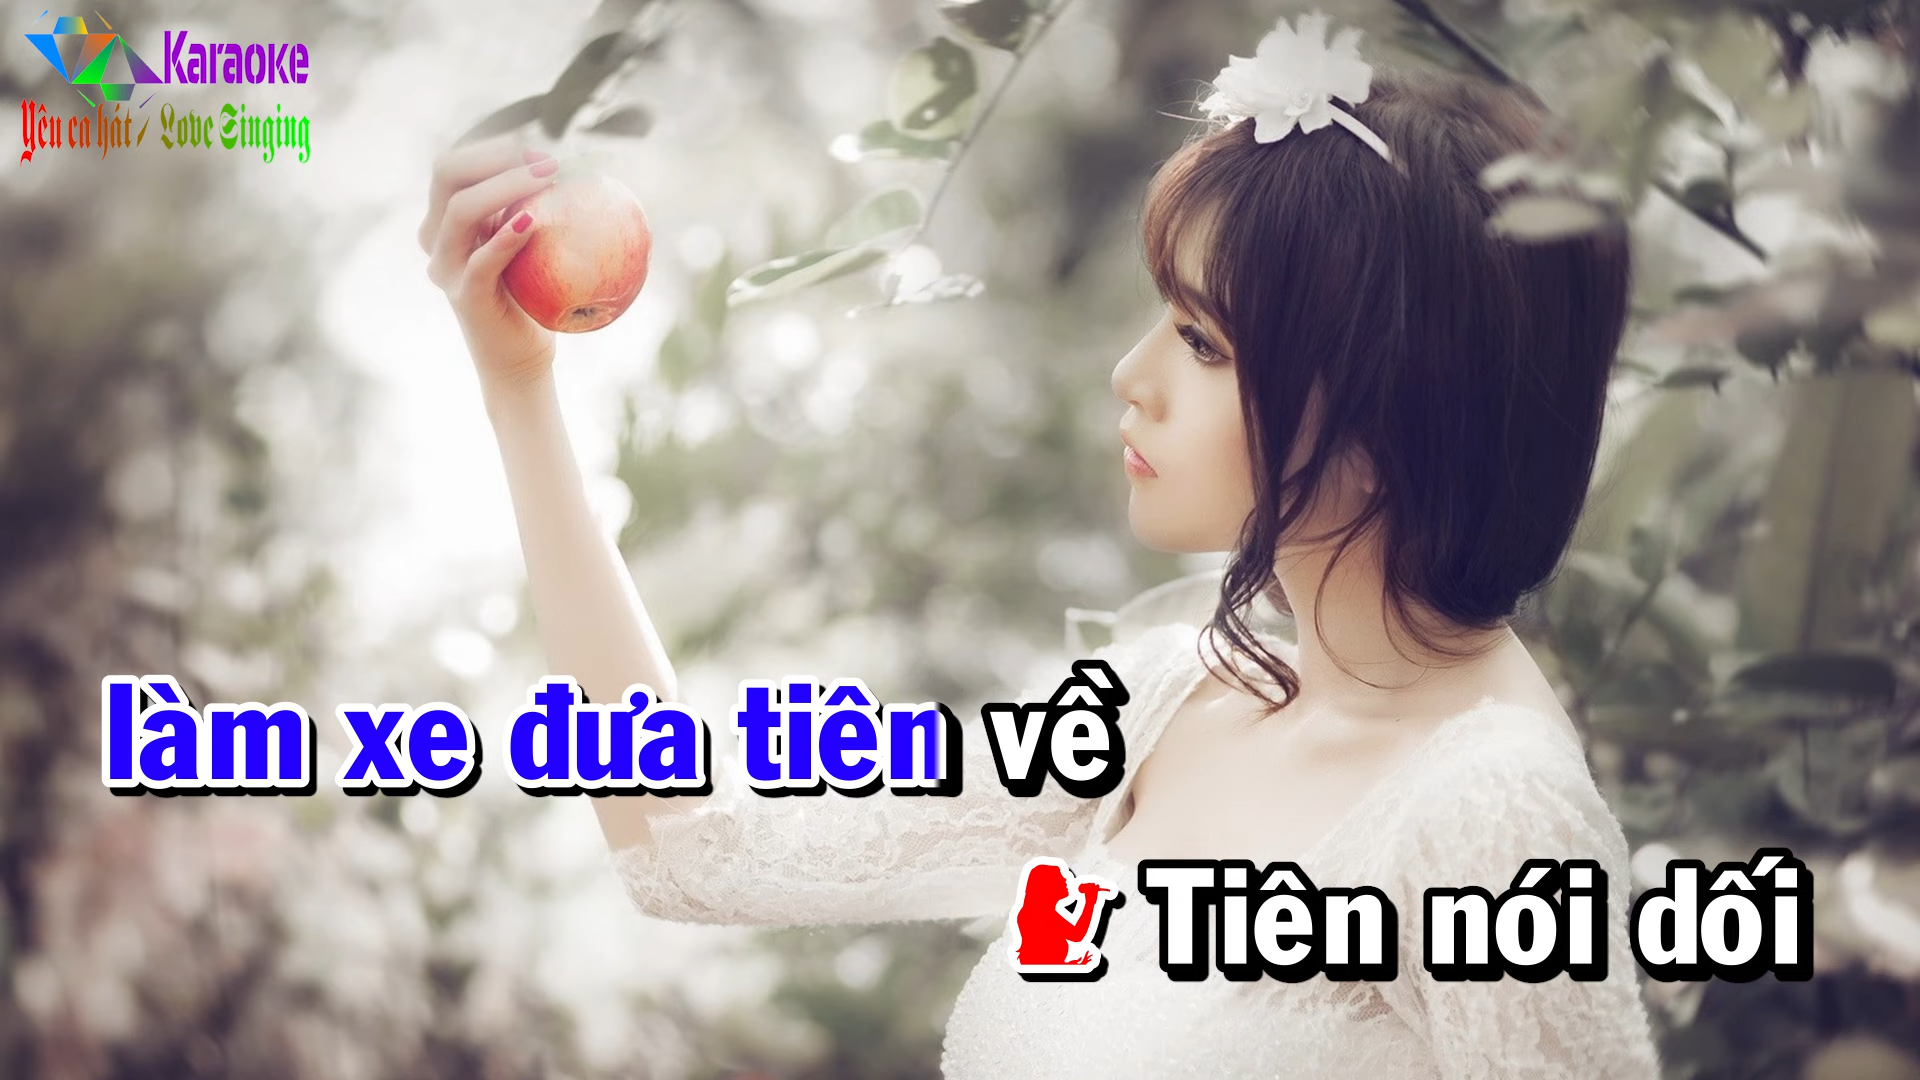 Karaoke
Yêu ca hát / Love Singing
làm xe đưa tiên về
Tiên nói dối